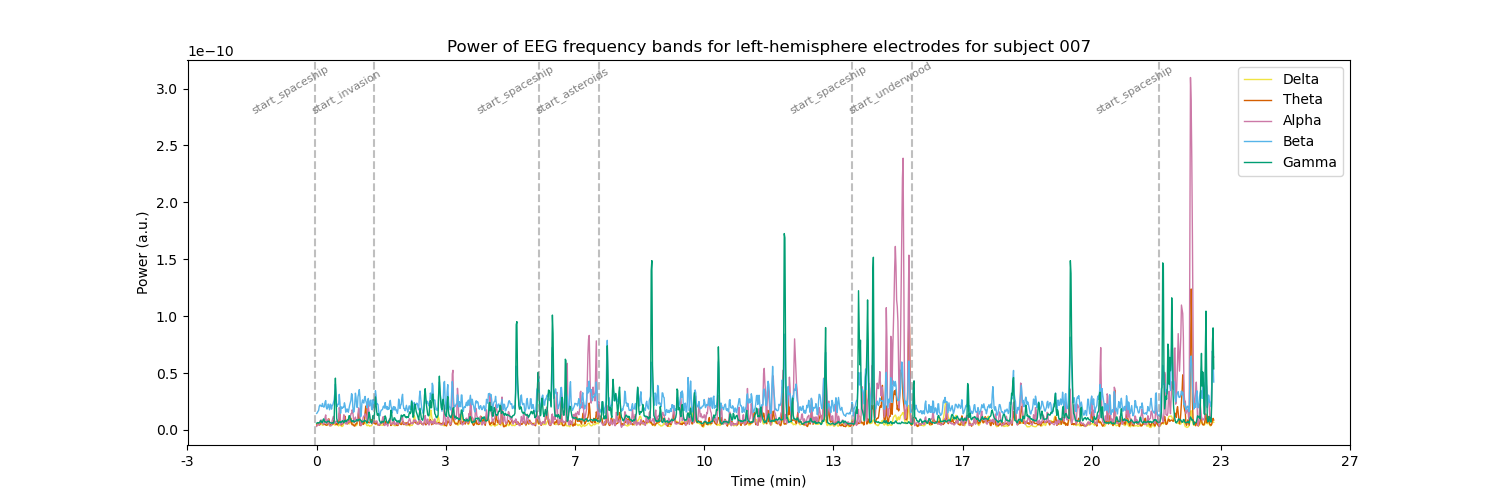 Power of EEG frequency bands for left-hemisphere electrodes for subject 007
1e−10
start_spaceship
start_invasion
start_spaceship
start_asteroids
start_spaceship
start_underwood
start_spaceship
Delta
Theta
Alpha
Beta
Gamma
3.0
2.5
2.0
1.5
1.0
0.5
0.0
Power (a.u.)
-3
0
3
7
10
13
17
20
23
27
Time (min)